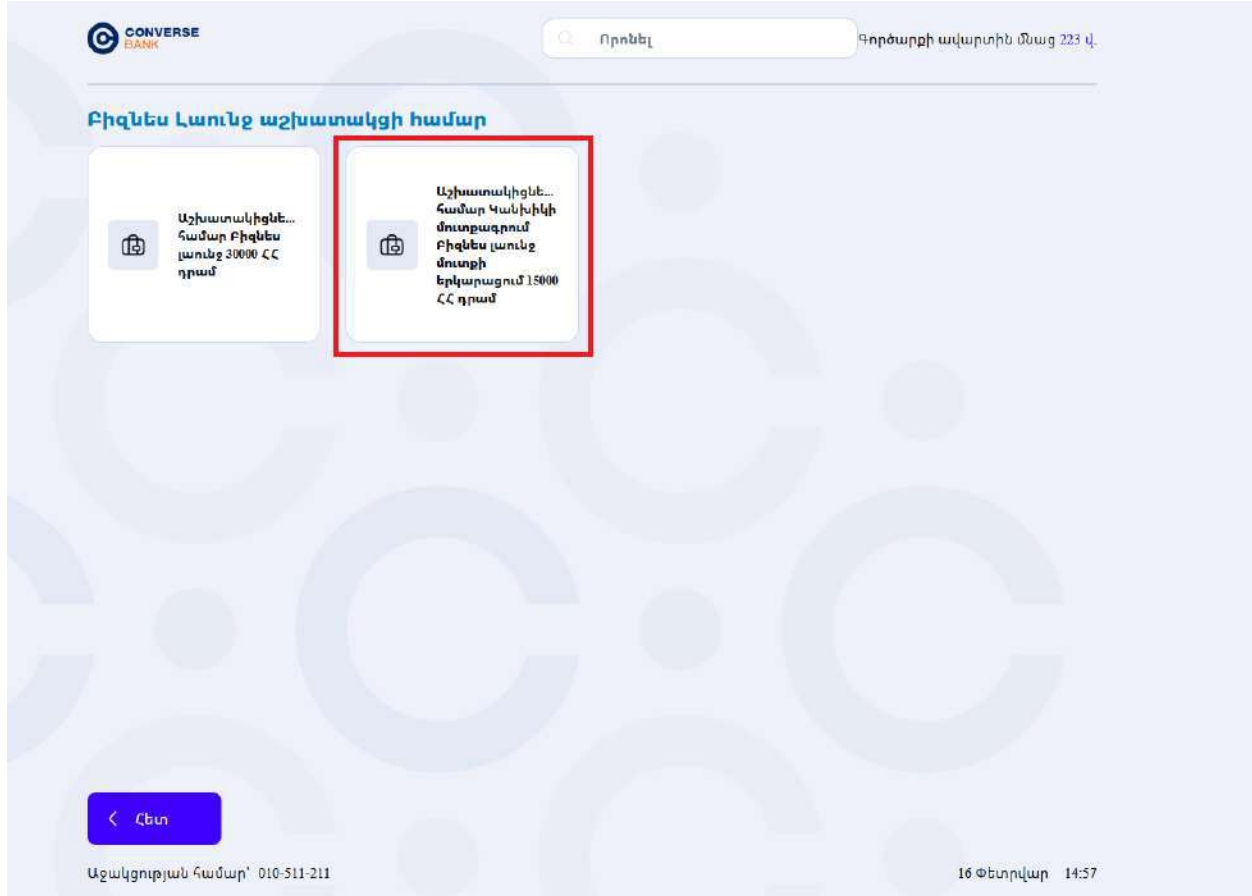 CONVERSE
BANK
Որոնել
Գործարքի ավարտին մնաց 223 վ.
Բիզնես Լաունջ աշխատակցի համար
Աշխատակիցնե...
համար Բիզնես
լաունջ 30000 ՀՀ
դրամ
Աշխատակիցնե...
համար Կանխիկի
մուտքագրում
Բիզնես լաունջ
մուտքի
երկարացում 15000
ՀՀ դրամ
Հետ
Աջակցության համար՝ 010-511-211
16 Փետրվար 14:57